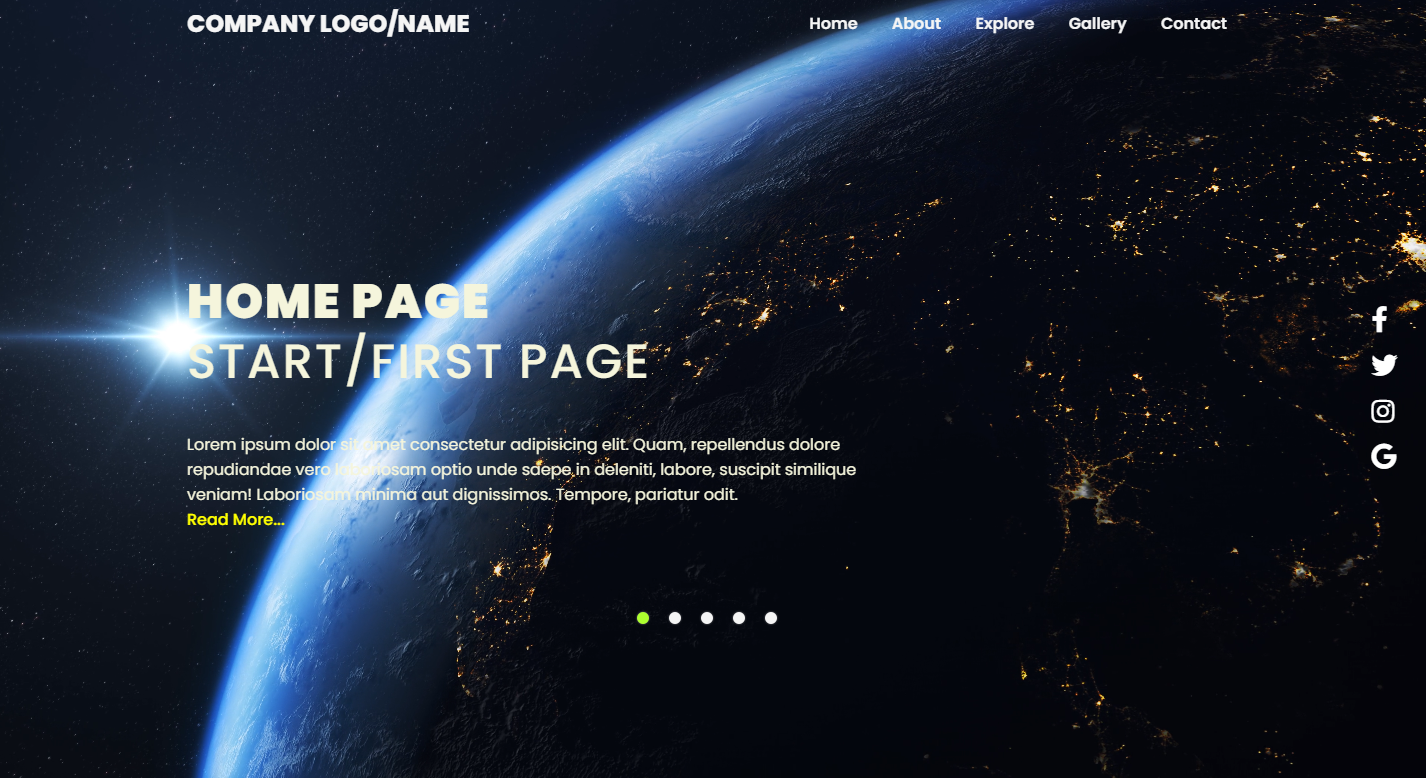 COMPANY LOGO/NAME
Home About Explore Gallery Contact
HOME PAGE
START/FIRST PAGE
Lorem ipsum dolor sit amet consectetur adipisicing elit. Quam, repellendus dolore
repudiandae vero laboriosam optio unde saepe in deleniti, labore, suscipit similique
veniam! Laboriosam minima aut dignissimos. Tempore, pariatur odit.
Read More...